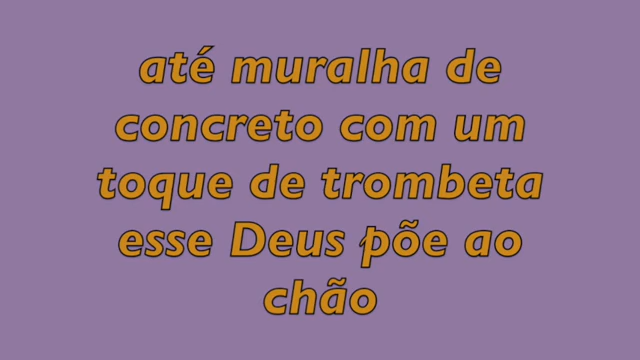 até muralha de
concreto com um
toque de trombeta
esse Deus põe ao
chão